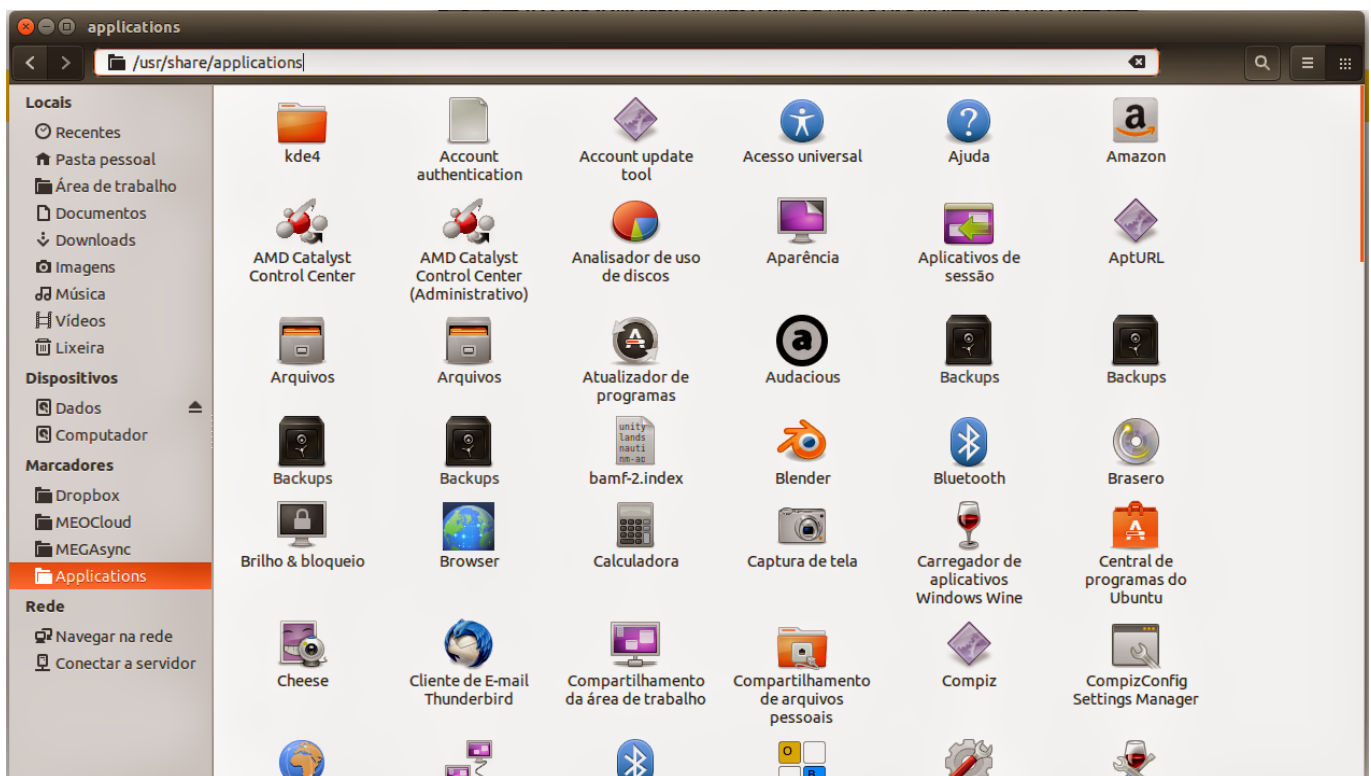 applications
/usr/share/applications
Locais
Recentes
Pasta pessoal
Área de trabalho
Documentos
Downloads
Imagens
Música
Vídeos
Lixeira
Dispositivos
Dados
Computador
Marcadores
Dropbox
MEOCloud
MEGAsync
Applications
Rede
Navegar na rede
Conectar a servidor
kde4
Account
authentication
Account update
tool
Acesso universal
Ajuda
a
Amazon
AMD Catalyst
Control Center
AMD Catalyst
Control Center
(Administrativo)
Analisador de uso
de discos
Aparência
Aplicativos de
sessão
AptURL
Arquivos
Arquivos
A
Atualizador de
programas
a
Audacious
Backups
Backups
Backups
Backups
unity
lands
nauti
nm-ap
bamf-2.index
Blender
Bluetooth
Brasero
Brilho & bloqueio
Browser
Calculadora
Captura de tela
Carregador de
aplicativos
Windows Wine
A
Central de
programas do
Ubuntu
Cheese
Cliente de E-mail
Thunderbird
Compartilhamento
da área de trabalho
Compartilhamento
de arquivos
pessoais
Compiz
CompizConfig
Settings Manager
O
B